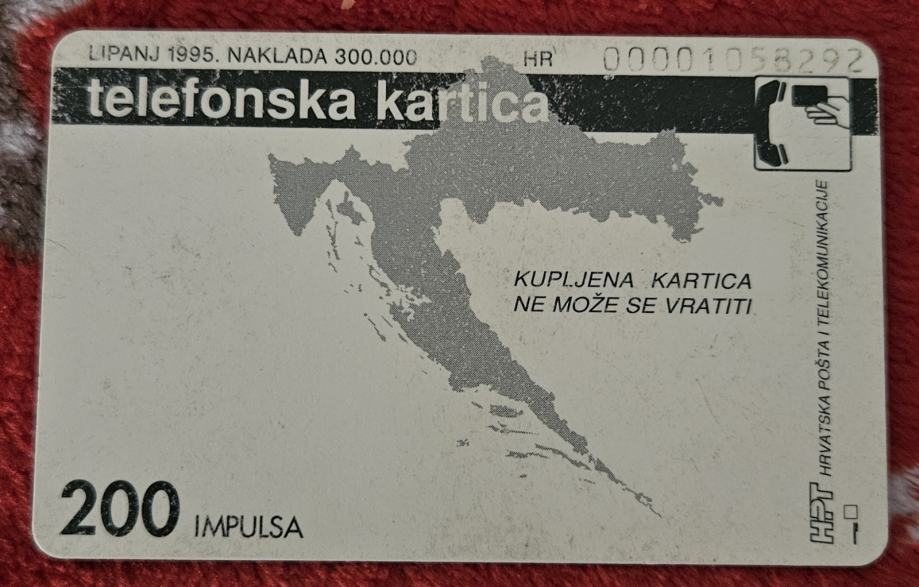 LIPANJ 1995. NAKLADA 300.000 HR 00001058292
telefonska kartica
KUPLJENA KARTICA
NE MOŽE SE VRATITI
200 IMPULSA
HPT HRVATSKA POŠTA I TELEKOMUNIKACIJE